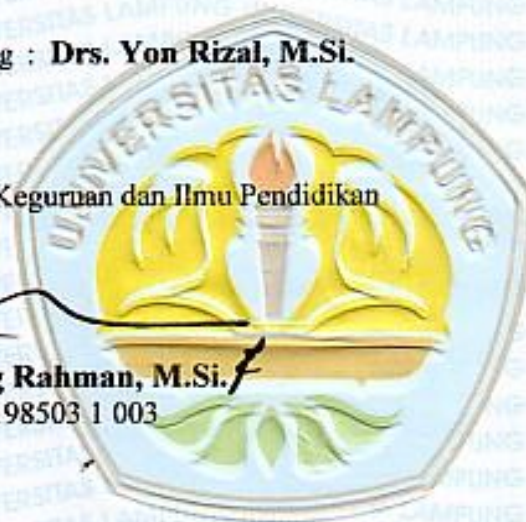 g : Drs. Yon Rizal, M.Si.
UNIVERSITAS LAMPUNG
Keguruan dan Ilmu Pendidikan
g Rahman, M.Si.
98503 1 003